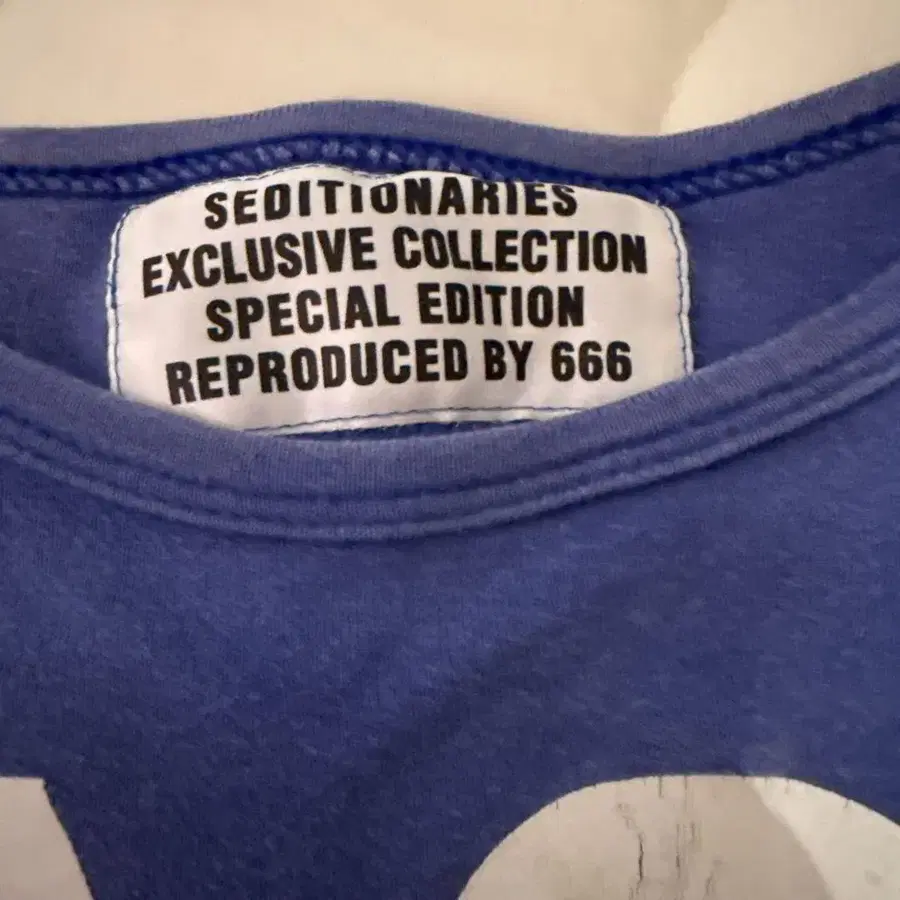 SEDITIONARIES
EXCLUSIVE COLLECTION
SPECIAL EDITION
REPRODUCED BY 666